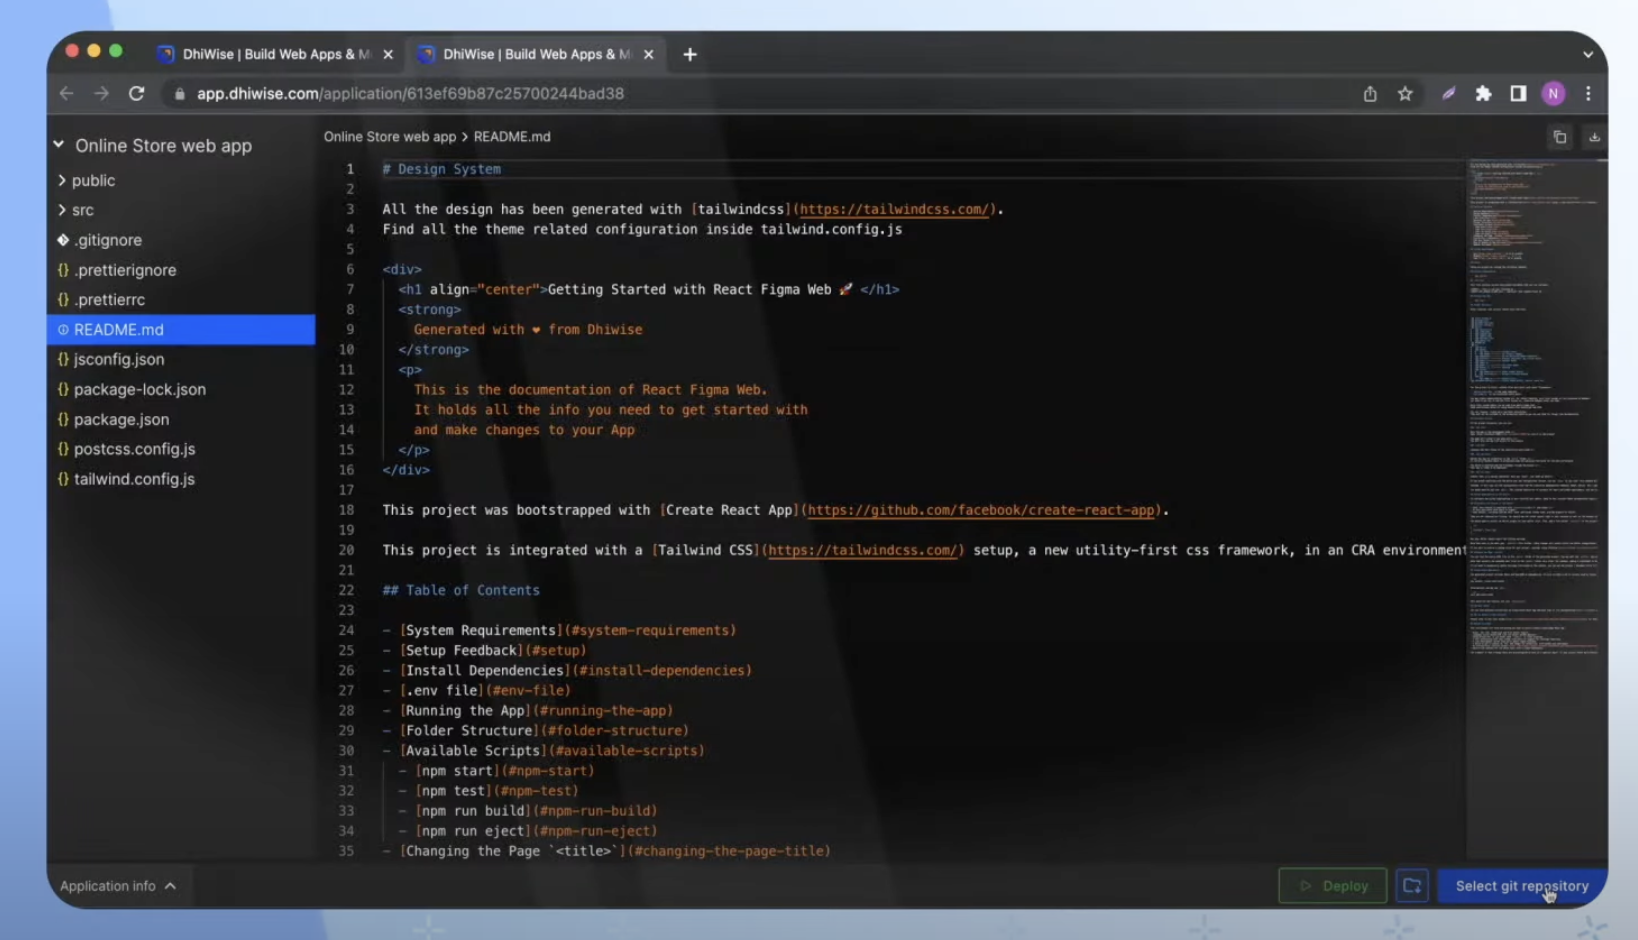 DhiWise | Build Web Apps & M
DhiWise | Build Web Apps & M
app.dhiwise.com/application/613ef69b87c25700244bad38
N
Online Store web app
public
src
.gitignore
.prettierignore
.prettierrc
README.md
jsconfig.json
package-lock.json
package.json
postcss.config.js
tailwind.config.js
Online Store web app > README.md
1 # Design System
2
3 All the design has been generated with [tailwindcss](https://tailwindcss.com/).
4 Find all the theme related configuration inside tailwind.config.js
5
6 <div>
7 <h1 align="center">Getting Started with React Figma Web 🚀 </h1>
8 <strong>
9 Generated with ❤ from Dhiwise
10 </strong>
11 <p>
12 This is the documentation of React Figma Web.
13 It holds all the info you need to get started with
14 and make changes to your App
15 </p>
16 </div>
17
18 This project was bootstrapped with [Create React App](https://github.com/facebook/create-react-app).
19
20 This project is integrated with a [Tailwind CSS](https://tailwindcss.com/) setup, a new utility-first css framework, in an CRA environment
21
22 ## Table of Contents
23
24 - [System Requirements](#system-requirements)
25 - [Setup Feedback](#setup)
26 - [Install Dependencies](#install-dependencies)
27 - [.env file](#env-file)
28 - [Running the App](#running-the-app)
29 - [Folder Structure](#folder-structure)
30 - [Available Scripts](#available-scripts)
31 - [npm start](#npm-start)
32 - [npm test](#npm-test)
33 - [npm run build](#npm-run-build)
34 - [npm run eject](#npm-run-eject)
35 - [Changing the Page `<title>`](#changing-the-page-title)
Application info
Deploy
Select git repository